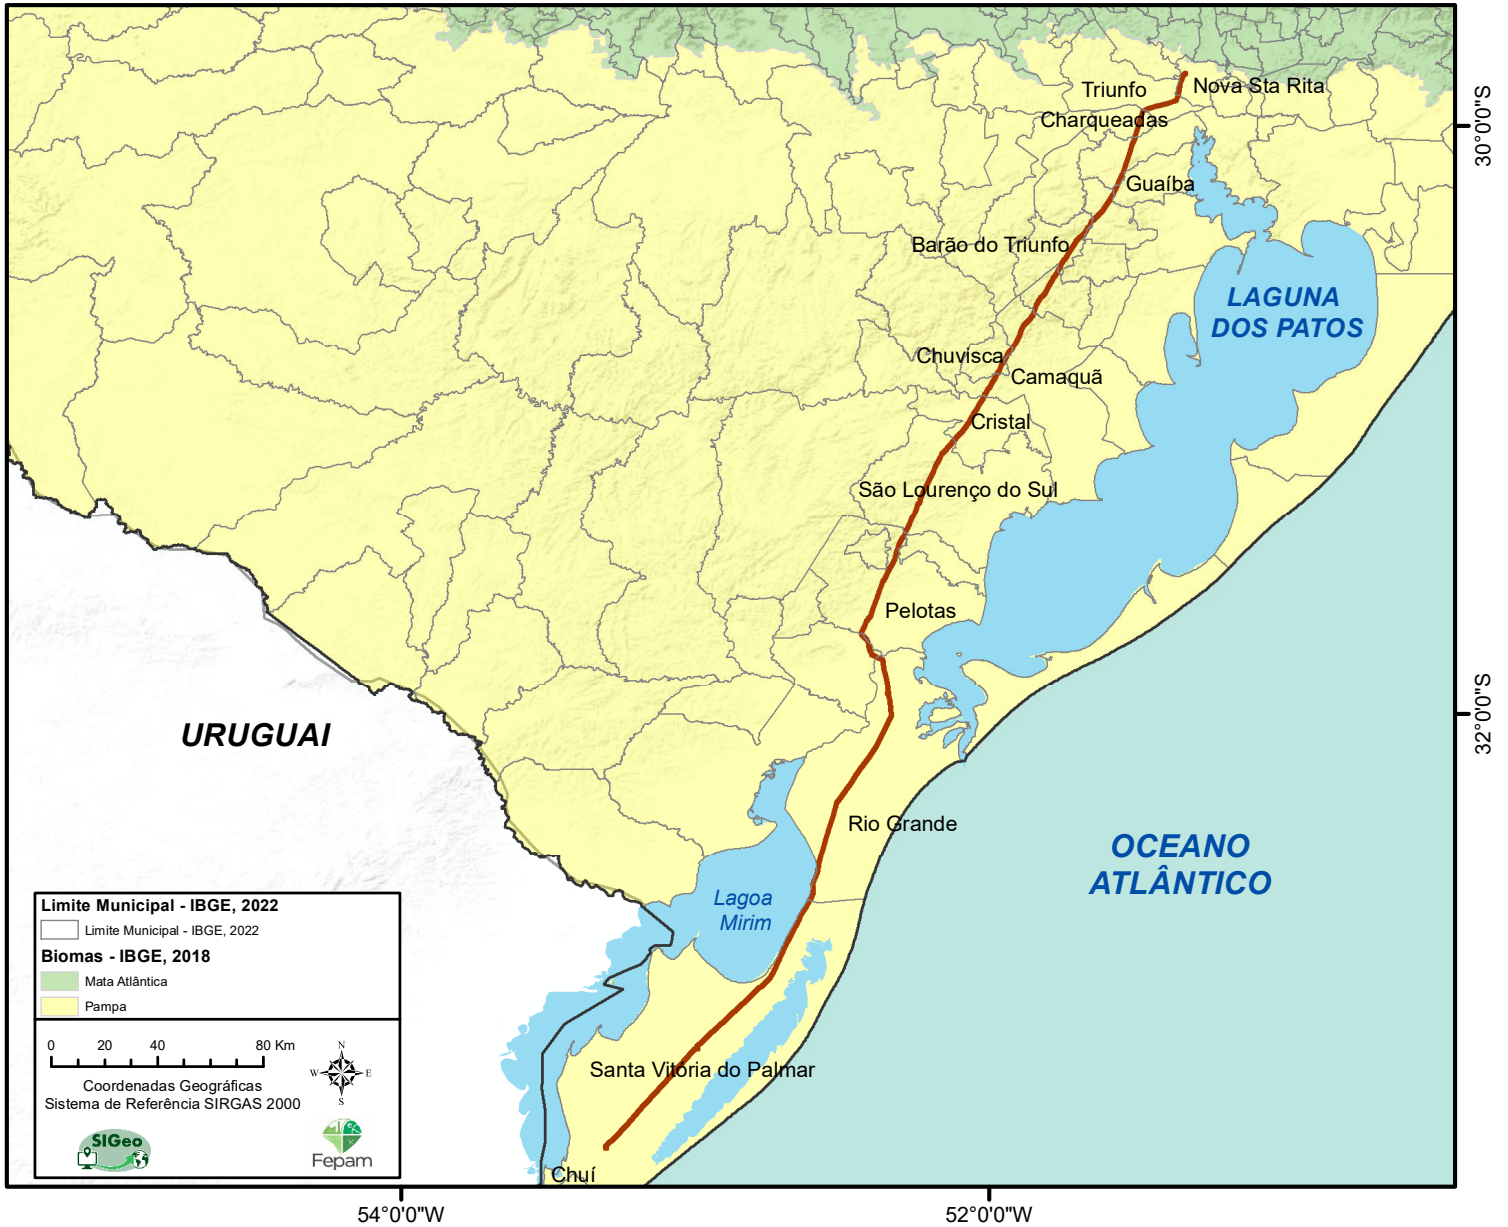 Triunfo
Nova Sta Rita
Charqueadas
30°0'0"S
Guaíba
Barão do Triunfo
LAGUNA
DOS PATOS
Chuvisca
Camaquã
Cristal
São Lourenço do Sul
Pelotas
32°0'0"S
URUGUAI
Rio Grande
OCEANO
ATLÂNTICO
Lagoa
Mirim
Santa Vitória do Palmar
Chuí
Limite Municipal - IBGE, 2022
Limite Municipal - IBGE, 2022
Biomas - IBGE, 2018
Mata Atlântica
Pampa
0 20 40 80 Km
N
W E
S
Coordenadas Geográficas
Sistema de Referência SIRGAS 2000
SIGeo
Fepam
54°0'0"W
52°0'0"W